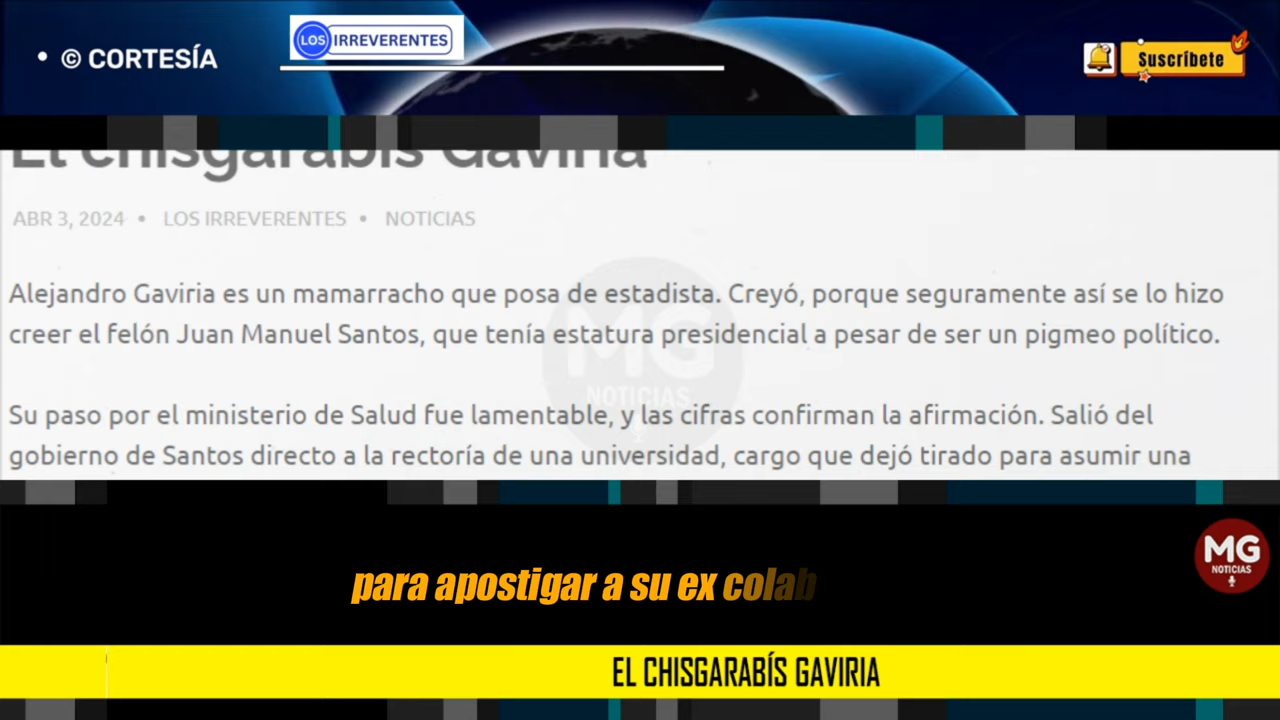 • © CORTESÍA
LOS IRREVERENTES
Suscríbete
El chisgarabís Gaviria
ABR 3, 2024 • LOS IRREVERENTES • NOTICIAS
Alejandro Gaviria es un mamarracho que posa de estadista. Creyó, porque seguramente así se lo hizo
creer el felón Juan Manuel Santos, que tenía estatura presidencial a pesar de ser un pigmeo político.
MG
NOTICIAS
Su paso por el ministerio de Salud fue lamentable, y las cifras confirman la afirmación. Salió del
gobierno de Santos directo a la rectoría de una universidad, cargo que dejó tirado para asumir una
MG
NOTICIAS
para apostigar a su ex colab
EL CHISGARABÍS GAVIRIA